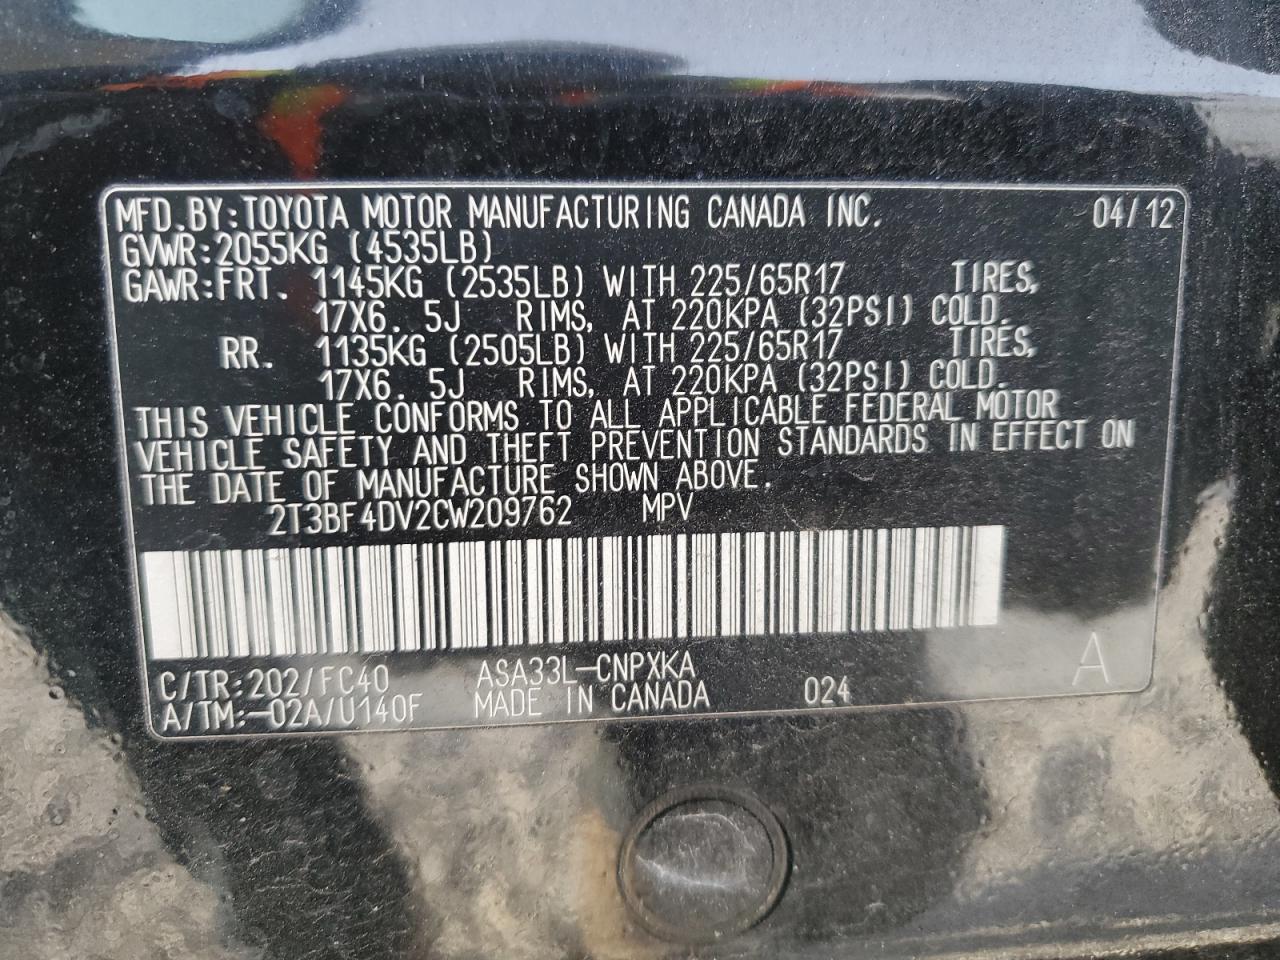 MFD.BY:TOYOTA MOTOR MANUFACTURING CANADA INC. 04/12
GVWR:2055KG (4535LB)
GAWR:FRT. 1145KG (2535LB) WITH 225/65R17 TIRES,
17X6.5J RIMS, AT 220KPA (32PSI) COLD.
RR. 1135KG (2505LB) WITH 225/65R17 TIRES,
17X6.5J RIMS, AT 220KPA (32PSI) COLD.
THIS VEHICLE CONFORMS TO ALL APPLICABLE FEDERAL MOTOR
VEHICLE SAFETY AND THEFT PREVENTION STANDARDS IN EFFECT ON
THE DATE OF MANUFACTURE SHOWN ABOVE.
2T3BF4DV2CW209762 MPV
C/TR:202/FC40 ASA33L-CNPXKA A
A/TM:-02A/U140F MADE IN CANADA 024